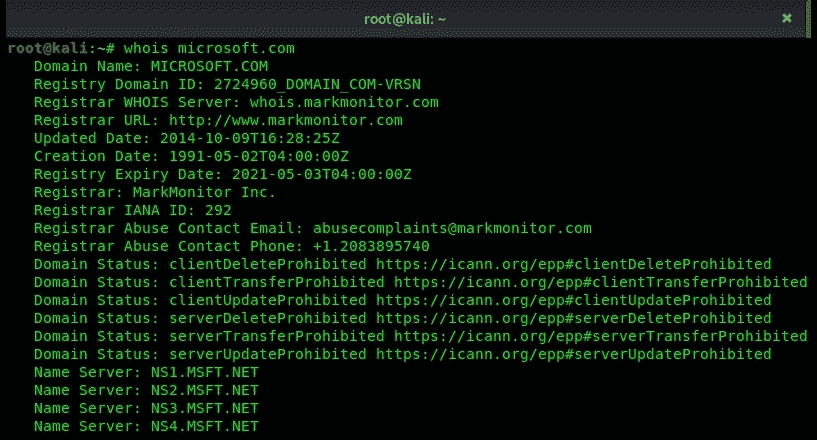 root@kali: ~
root@kali:~# whois microsoft.com
Domain Name: MICROSOFT.COM
Registry Domain ID: 2724960_DOMAIN_COM-VRSN
Registrar WHOIS Server: whois.markmonitor.com
Registrar URL: http://www.markmonitor.com
Updated Date: 2014-10-09T16:28:25Z
Creation Date: 1991-05-02T04:00:00Z
Registry Expiry Date: 2021-05-03T04:00:00Z
Registrar: MarkMonitor Inc.
Registrar IANA ID: 292
Registrar Abuse Contact Email: abusecomplaints@markmonitor.com
Registrar Abuse Contact Phone: +1.2083895740
Domain Status: clientDeleteProhibited https://icann.org/epp#clientDeleteProhibited
Domain Status: clientTransferProhibited https://icann.org/epp#clientTransferProhibited
Domain Status: clientUpdateProhibited https://icann.org/epp#clientUpdateProhibited
Domain Status: serverDeleteProhibited https://icann.org/epp#serverDeleteProhibited
Domain Status: serverTransferProhibited https://icann.org/epp#serverTransferProhibited
Domain Status: serverUpdateProhibited https://icann.org/epp#serverUpdateProhibited
Name Server: NS1.MSFT.NET
Name Server: NS2.MSFT.NET
Name Server: NS3.MSFT.NET
Name Server: NS4.MSFT.NET